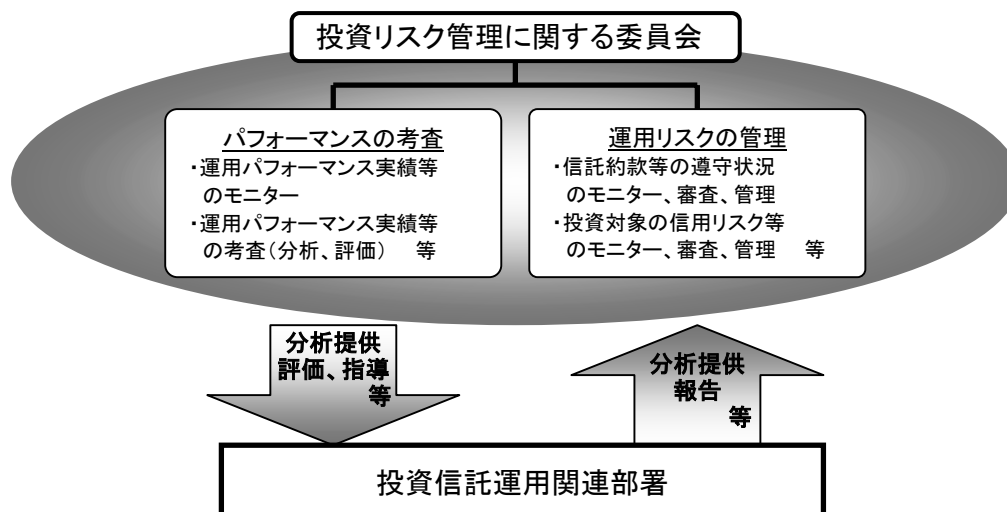 投資リスク管理に関する委員会
パフォーマンスの考査
・運用パフォーマンス実績等
のモニター
・運用パフォーマンス実績等
の考査（分析、評価） 等
運用リスクの管理
・信託約款等の遵守状況
のモニター、審査、管理
・投資対象の信用リスク等
のモニター、審査、管理 等
分析提供
評価、指導
等
分析提供
報告
等
投資信託運用関連部署